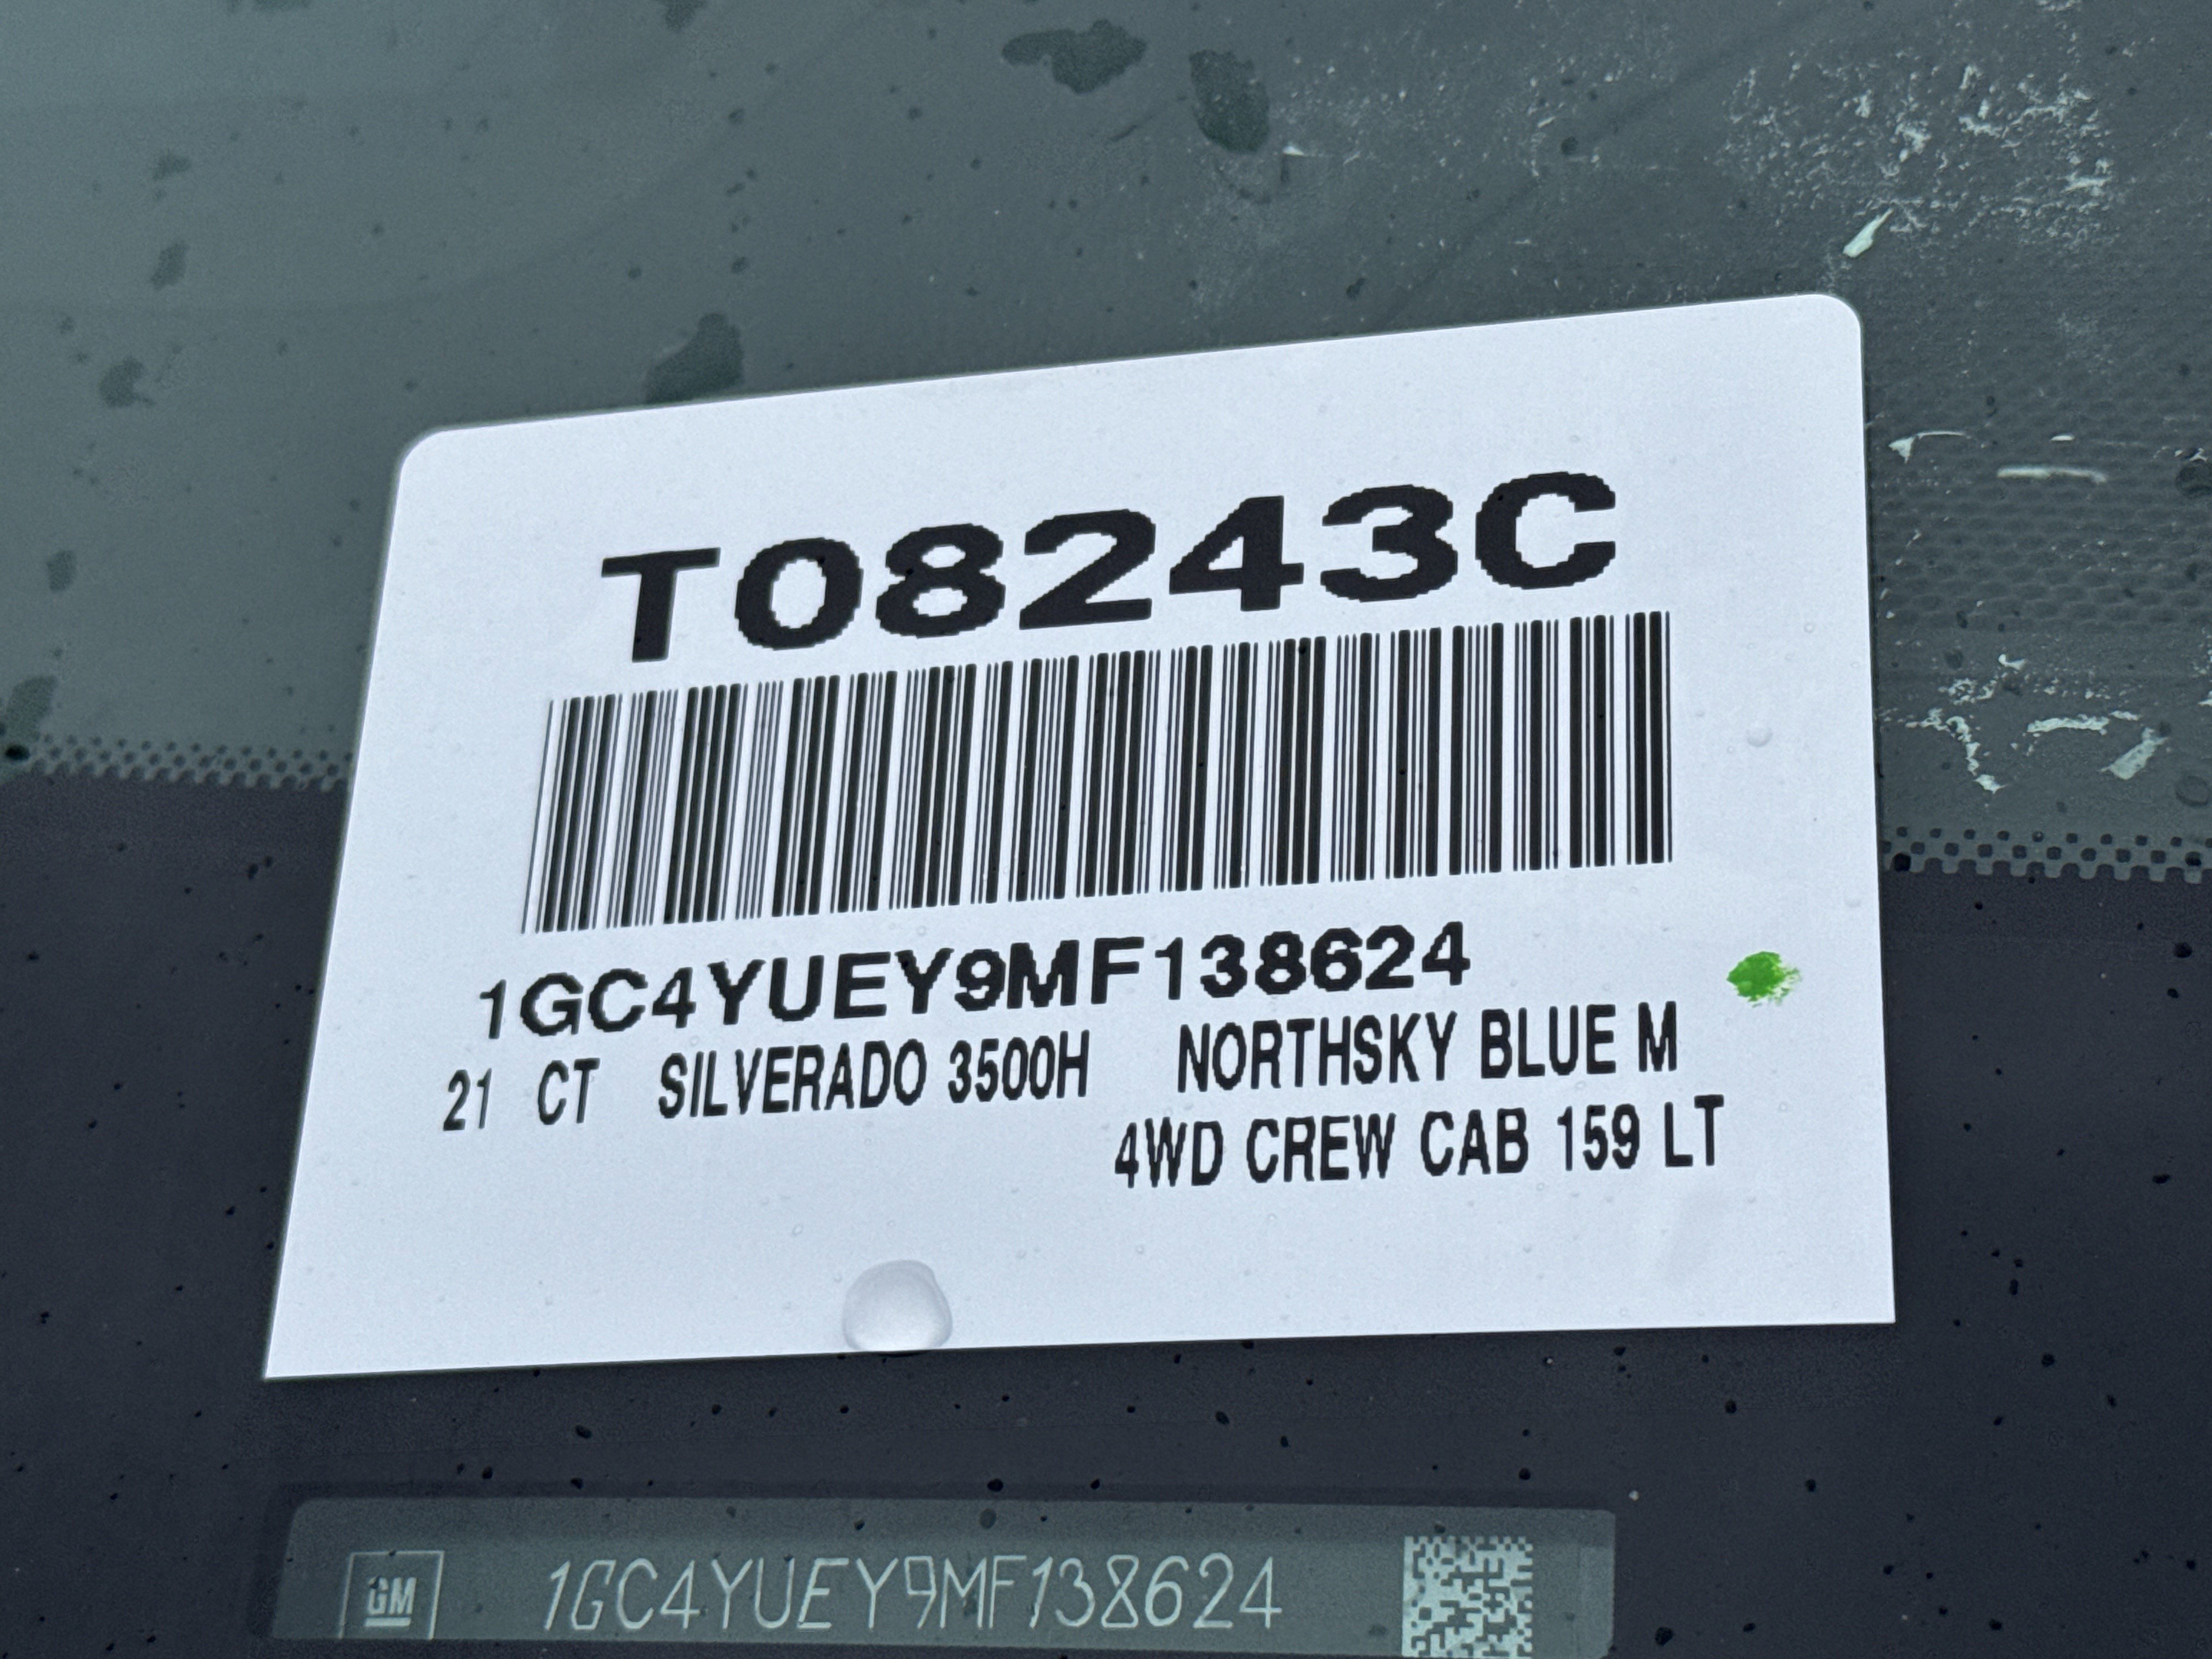 T08243C
1GC4YUEY9MF138624
21 CT SILVERADO 3500H NORTHSKY BLUE M
4WD CREW CAB 159 LT
GM 1GC4YUEY9MF138624